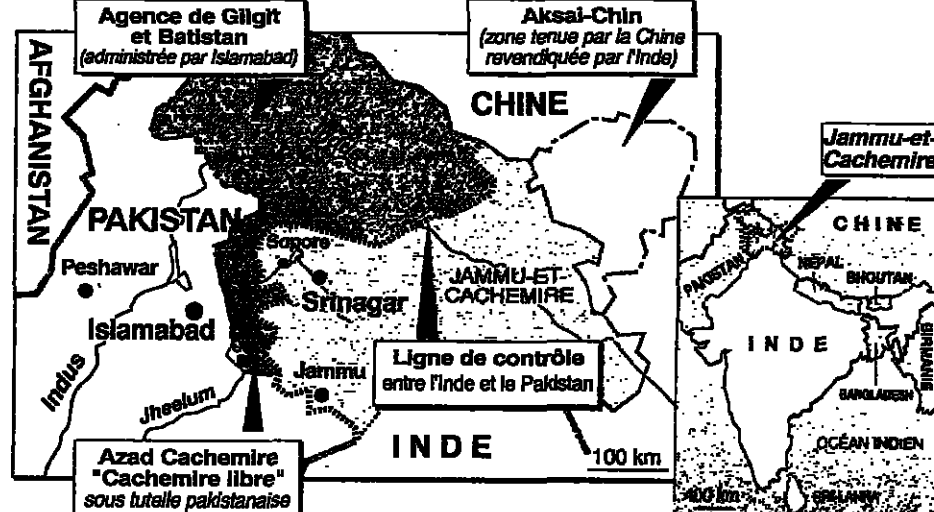 Agence de Gilgit
et Batistan
(administrée par Islamabad)
Aksaï-Chin
(zone tenue par la Chine
revendiquée par l'Inde)
AFGHANISTAN
CHINE
Jammu-et-
Cachemire
PAKISTAN
Sopore
Peshawar
Srinagar
JAMMU-ET-
CACHEMIRE
Islamabad
Ligne de contrôle
entre l'Inde et le Pakistan
Jammu
Indus
Jheelum
INDE
100 km
Azad Cachemire
"Cachemire libre"
sous tutelle pakistanaise
CHINE
PAKISTAN
NÉPAL
BHOUTAN
INDE
BIRMANIE
BANGLADESH
OCÉAN INDIEN
400 km
SRI LANKA